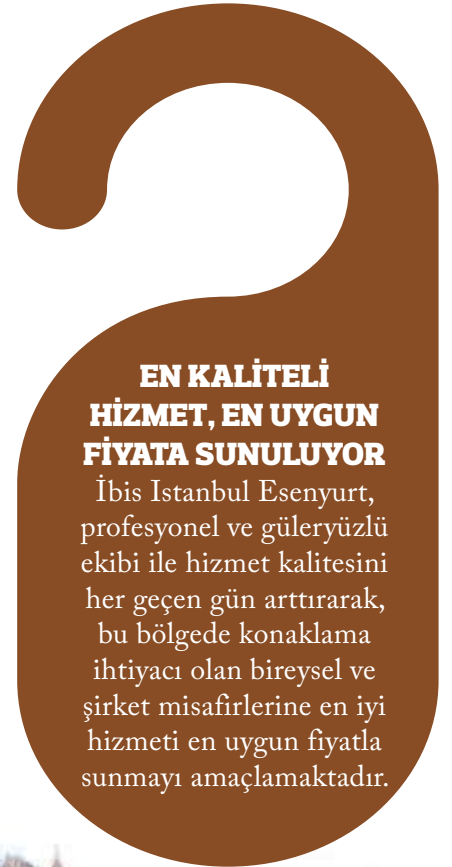 EN KALİTELİ
HİZMET, EN UYGUN
FİYATA SUNULUYOR
İbis Istanbul Esenyurt,
profesyonel ve güleryüzlü
ekibi ile hizmet kalitesini
her geçen gün arttırarak,
bu bölgede konaklama
ihtiyacı olan bireysel ve
şirket misafirlerine en iyi
hizmeti en uygun fiyatla
sunmayı amaçlamaktadır.